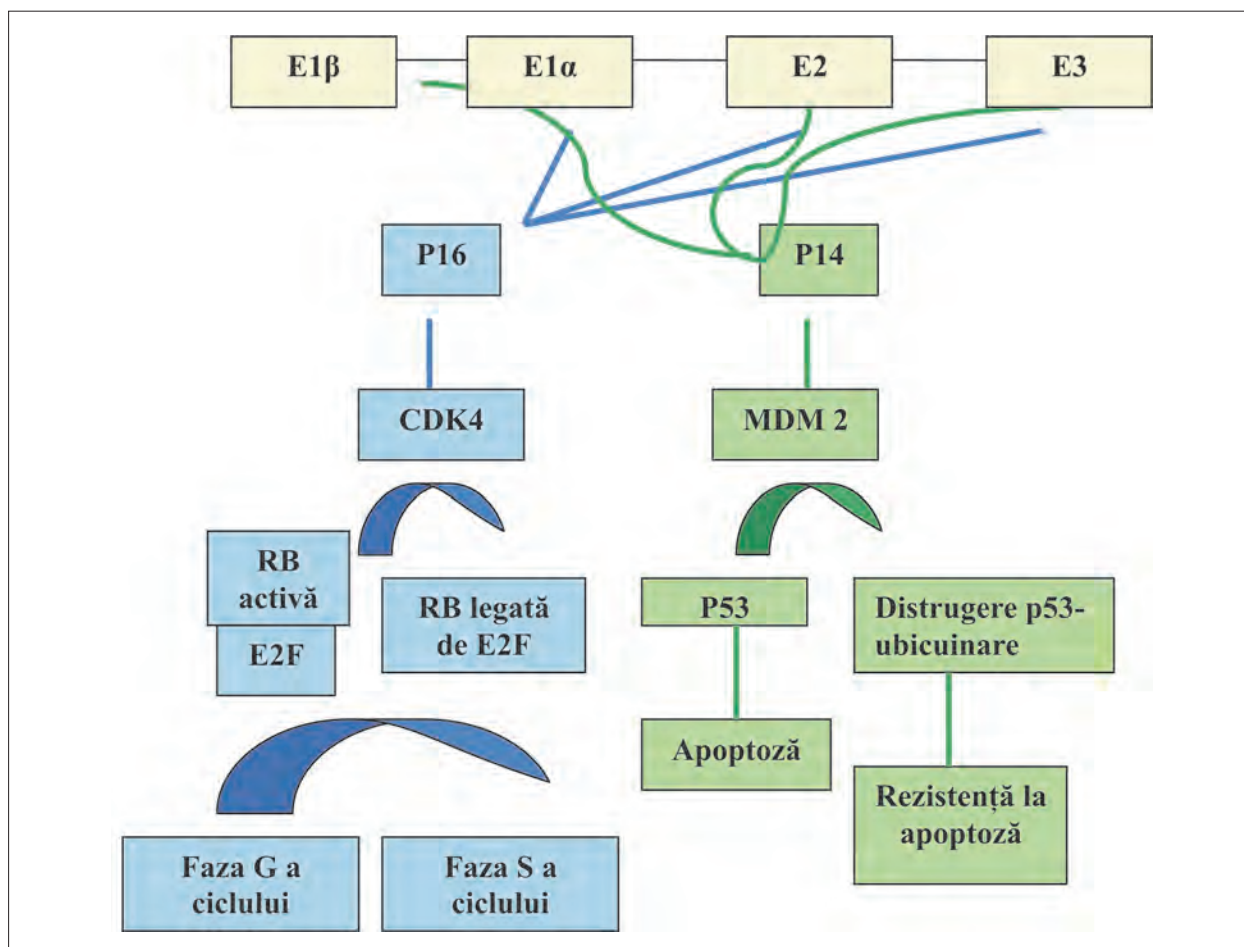 E1β
E1α
E2
E3
P16
P14
CDK4
MDM 2
RB
activă
E2F
RB legată
de E2F
P53
Distrugere p53-
ubicuinare
Apoptoză
Rezistență la
apoptoză
Faza G a
ciclului
Faza S a
ciclului